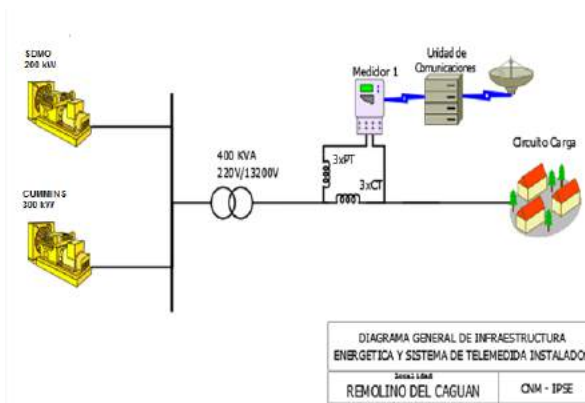 SDMO
200 kW
CUMMINS
300 kW
400 KVA
220V/13200V
Medidor 1
Unidad de
Comunicaciones
3xPT
3xCT
Circuito Carga
DIAGRAMA GENERAL DE INFRAESTRUCTURA
ENERGETICA Y SISTEMA DE TELEMEDIDA INSTALADO
Localidad
REMOLINO DEL CAGUAN
CNM - IPSE